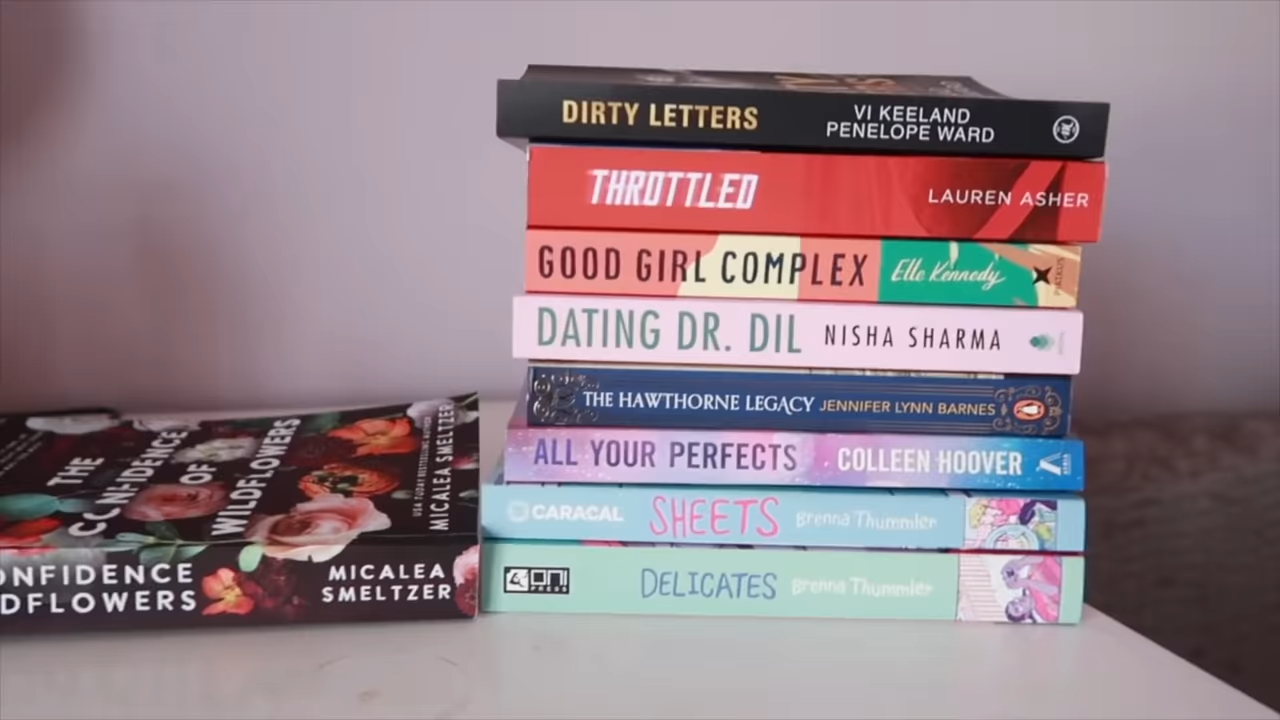 DIRTY LETTERS
VI KEELAND
PENELOPE WARD
THROTTLED
LAUREN ASHER
GOOD GIRL COMPLEX
Elle Kennedy
PIATKUS
DATING DR. DIL
NISHA SHARMA
THE HAWTHORNE LEGACY
JENNIFER LYNN BARNES
ALL YOUR PERFECTS
COLLEEN HOOVER
CARACAL
SHEETS
Brenna Thummler
ONI
PRESS
DELICATES
Brenna Thummler
THE
CONFIDENCE
OF
WILDFLOWERS
USA TODAY BESTSELLING AUTHOR
MICALEA SMELTZER
ONFIDENCE
DFLOWERS
MICALEA
SMELTZER